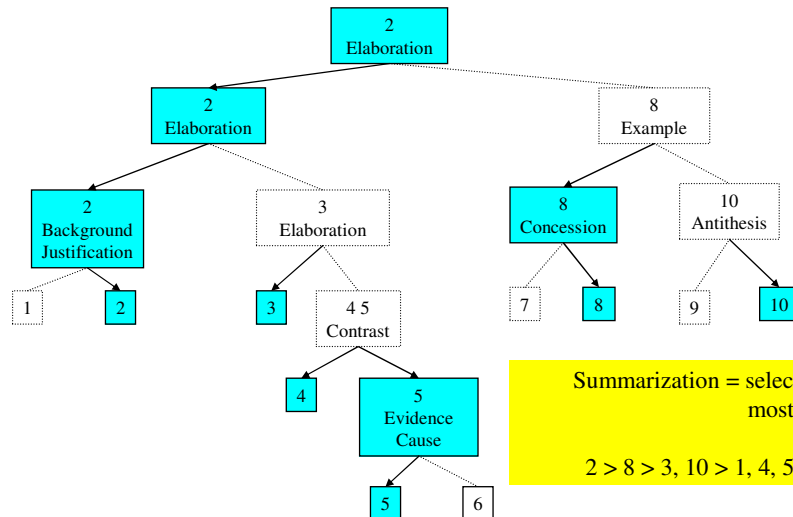 2
Elaboration
2
Elaboration
8
Example
2
Background
Justification
3
Elaboration
8
Concession
10
Antithesis
1
2
3
4 5
Contrast
7
8
9
10
4
5
Evidence
Cause
5
6
Summarization =
most
2 > 8 > 3, 10 > 1, 4, 5